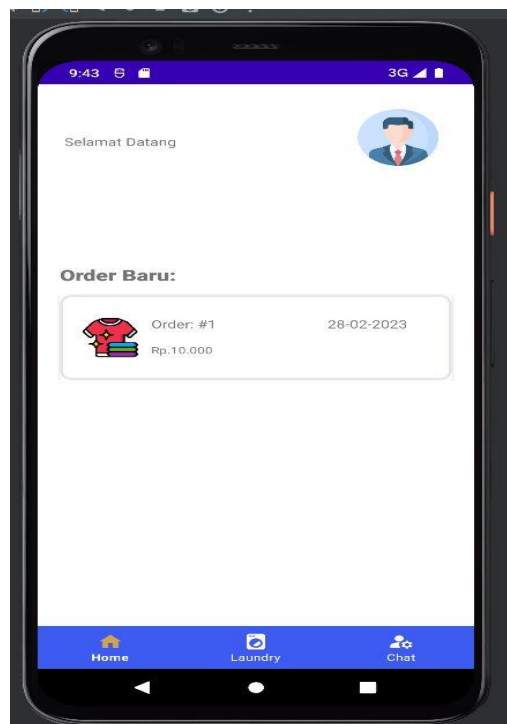 9:43 3G
Selamat Datang
Order Baru:
Order: #1 28-02-2023
Rp.10.000
Home Laundry Chat